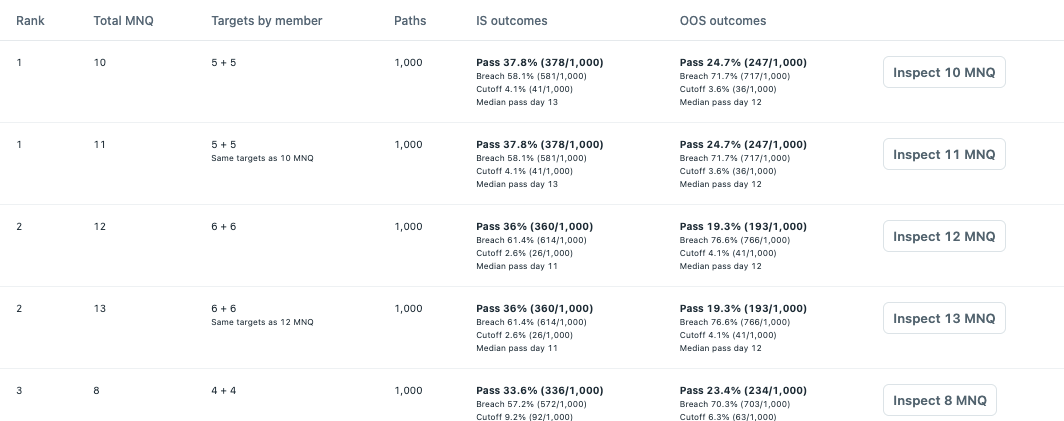 Rank Total MNQ Targets by member Paths IS outcomes OOS outcomes
1 10 5 + 5 1,000 Pass 37.8% (378/1,000) Pass 24.7% (247/1,000) Inspect 10 MNQ
Breach 58.1% (581/1,000) Breach 71.7% (717/1,000)
Cutoff 4.1% (41/1,000) Cutoff 3.6% (36/1,000)
Median pass day 13 Median pass day 12
1 11 5 + 5 1,000 Pass 37.8% (378/1,000) Pass 24.7% (247/1,000) Inspect 11 MNQ
Same targets as 10 MNQ Breach 58.1% (581/1,000) Breach 71.7% (717/1,000)
Cutoff 4.1% (41/1,000) Cutoff 3.6% (36/1,000)
Median pass day 13 Median pass day 12
2 12 6 + 6 1,000 Pass 36% (360/1,000) Pass 19.3% (193/1,000) Inspect 12 MNQ
Breach 61.4% (614/1,000) Breach 76.6% (766/1,000)
Cutoff 2.6% (26/1,000) Cutoff 4.1% (41/1,000)
Median pass day 11 Median pass day 12
2 13 6 + 6 1,000 Pass 36% (360/1,000) Pass 19.3% (193/1,000) Inspect 13 MNQ
Same targets as 12 MNQ Breach 61.4% (614/1,000) Breach 76.6% (766/1,000)
Cutoff 2.6% (26/1,000) Cutoff 4.1% (41/1,000)
Median pass day 11 Median pass day 12
3 8 4 + 4 1,000 Pass 33.6% (336/1,000) Pass 23.4% (234/1,000) Inspect 8 MNQ
Breach 57.2% (572/1,000) Breach 70.3% (703/1,000)
Cutoff 9.2% (92/1,000) Cutoff 6.3% (63/1,000)